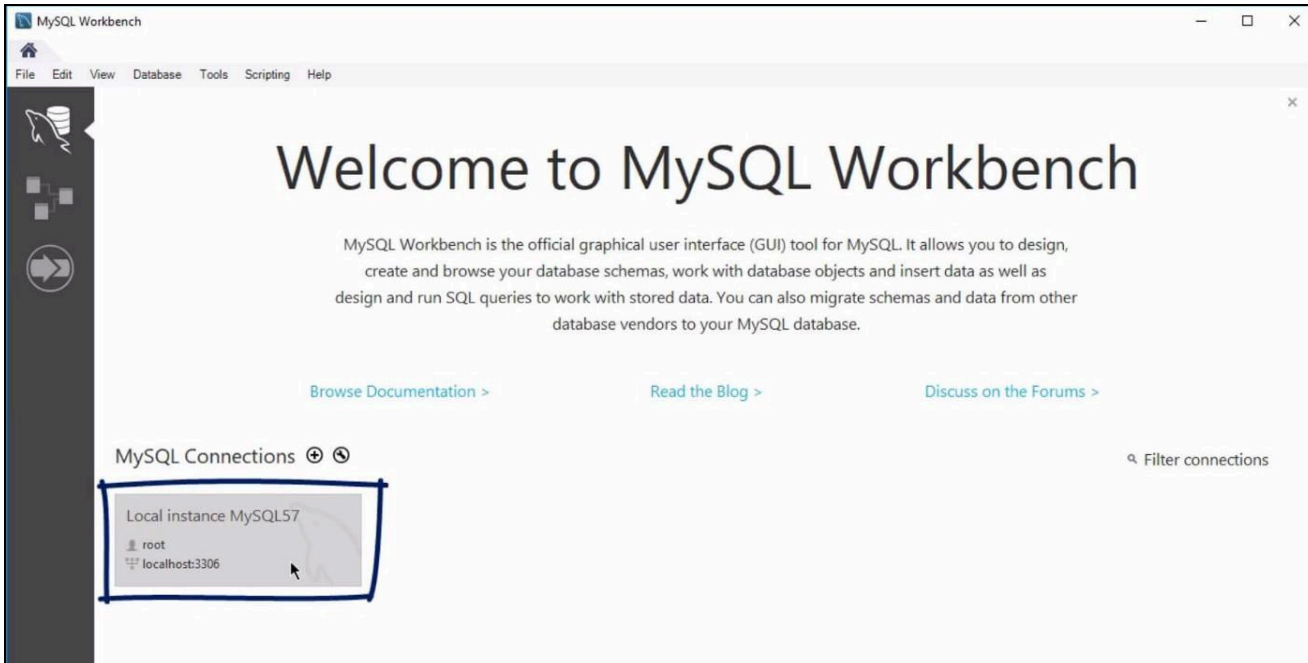 MySQL Workbench
File Edit View Database Tools Scripting Help
Welcome to MySQL Workbench
MySQL Workbench is the official graphical user interface (GUI) tool for MySQL. It allows you to design,
create and browse your database schemas, work with database objects and insert data as well as
design and run SQL queries to work with stored data. You can also migrate schemas and data from other
database vendors to your MySQL database.
Browse Documentation > Read the Blog > Discuss on the Forums >
MySQL Connections Filter connections
Local instance MySQL57
root
localhost:3306